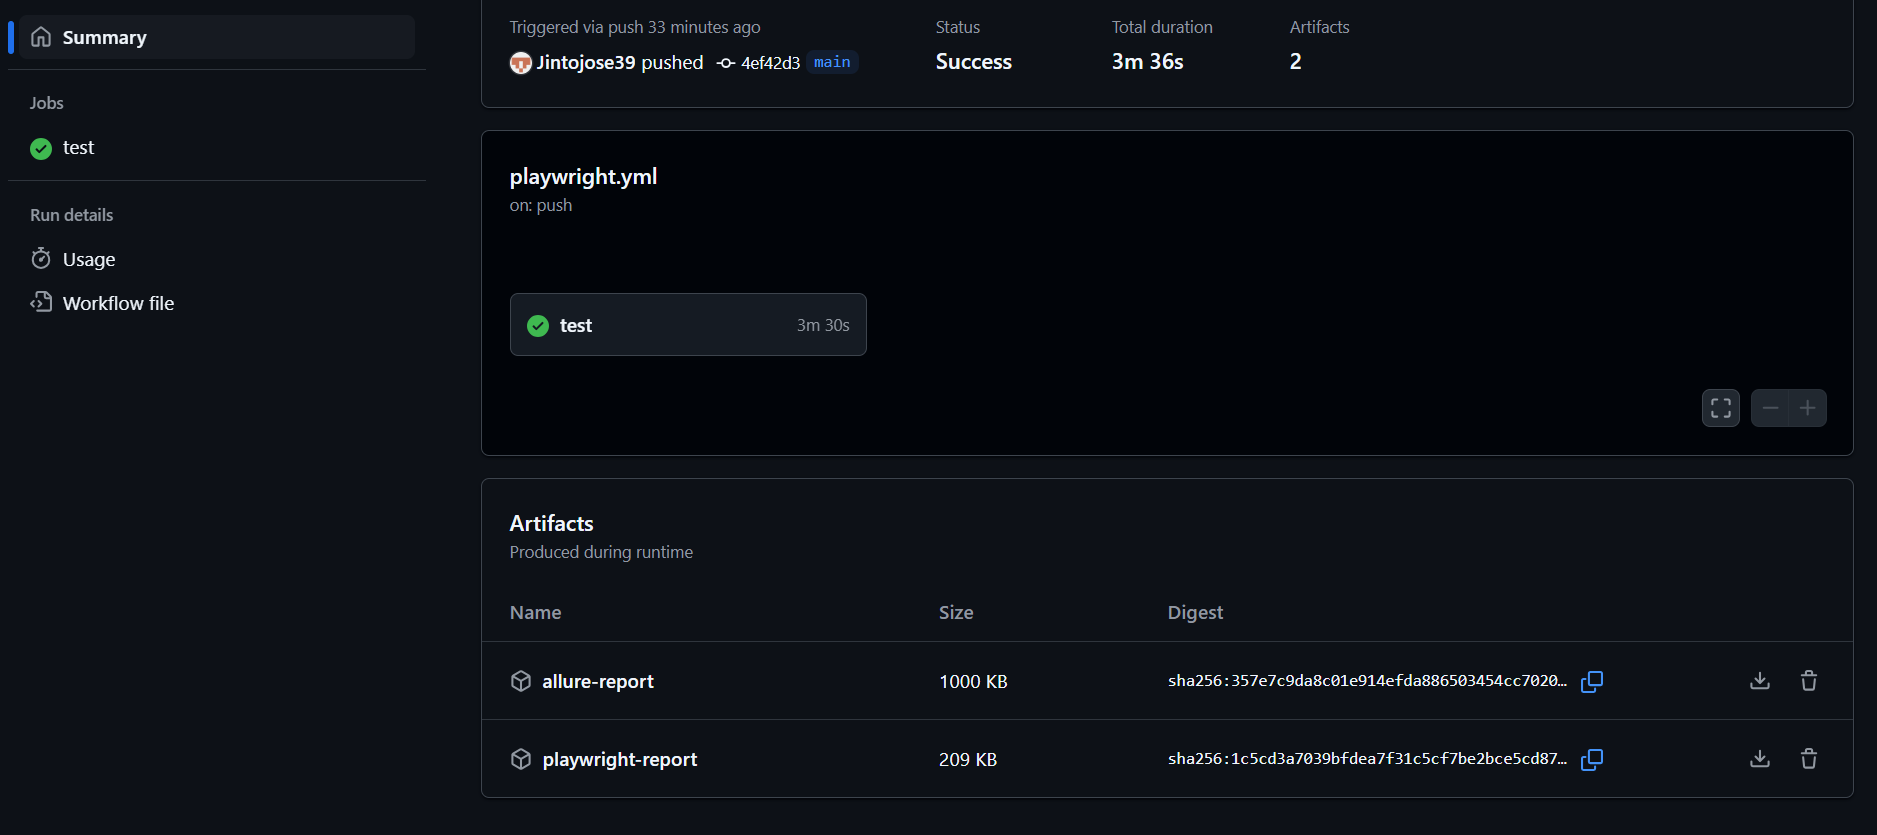 Summary
Jobs
test
Run details
Usage
Workflow file
Triggered via push 33 minutes ago
Jintojose39 pushed 4ef42d3 main
Status
Success
Total duration
3m 36s
Artifacts
2
playwright.yml
on: push
test 3m 30s
Artifacts
Produced during runtime
Name Size Digest
allure-report 1000 KB sha256:357e7c9da8c01e914efda886503454cc7020…
playwright-report 209 KB sha256:1c5cd3a7039bfdea7f31c5cf7be2bce5cd87…